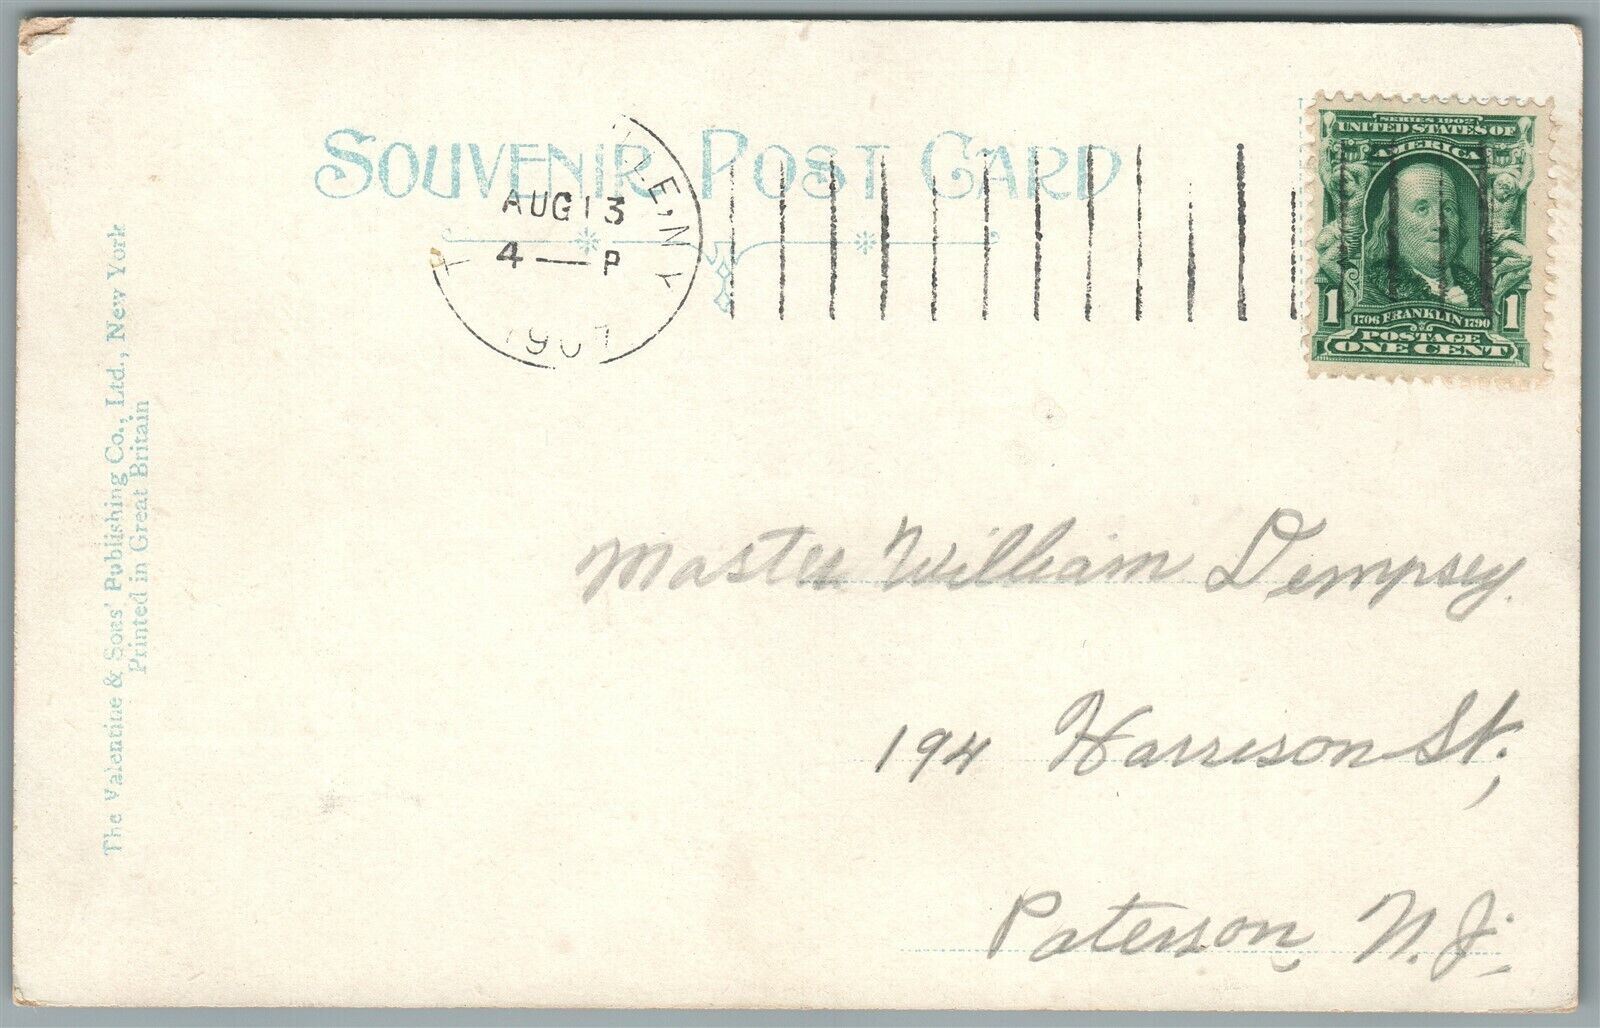 SOUVENIR POST CARD
AUG 13
4 — P
1907
N.Y.
SERIES 1902
UNITED STATES OF
AMERICA
1 1706 FRANKLIN 1790 1
POSTAGE
ONE CENT
The Valentine & Sons' Publishing Co., Ltd., New York
Printed in Great Britain
Master William Dempsey.
194 Harrison St.,
Paterson, N.J.